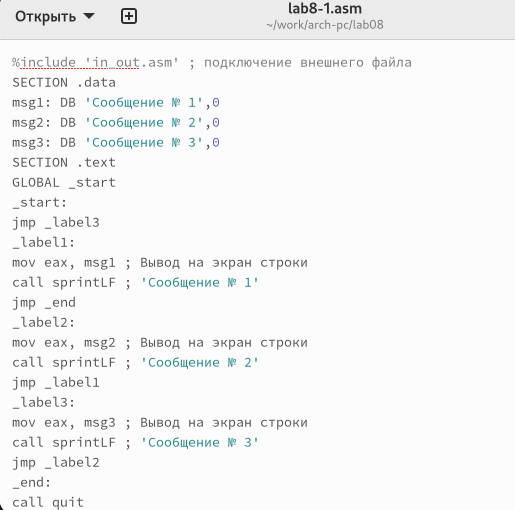 Открыть
lab8-1.asm
~/work/arch-pc/lab08
%include 'in_out.asm' ; подключение внешнего файла
SECTION .data
msg1: DB 'Сообщение № 1',0
msg2: DB 'Сообщение № 2',0
msg3: DB 'Сообщение № 3',0
SECTION .text
GLOBAL _start
_start:
jmp _label3
_label1:
mov eax, msg1 ; Вывод на экран строки
call sprintLF ; 'Сообщение № 1'
jmp _end
_label2:
mov eax, msg2 ; Вывод на экран строки
call sprintLF ; 'Сообщение № 2'
jmp _label1
_label3:
mov eax, msg3 ; Вывод на экран строки
call sprintLF ; 'Сообщение № 3'
jmp _label2
_end:
call quit